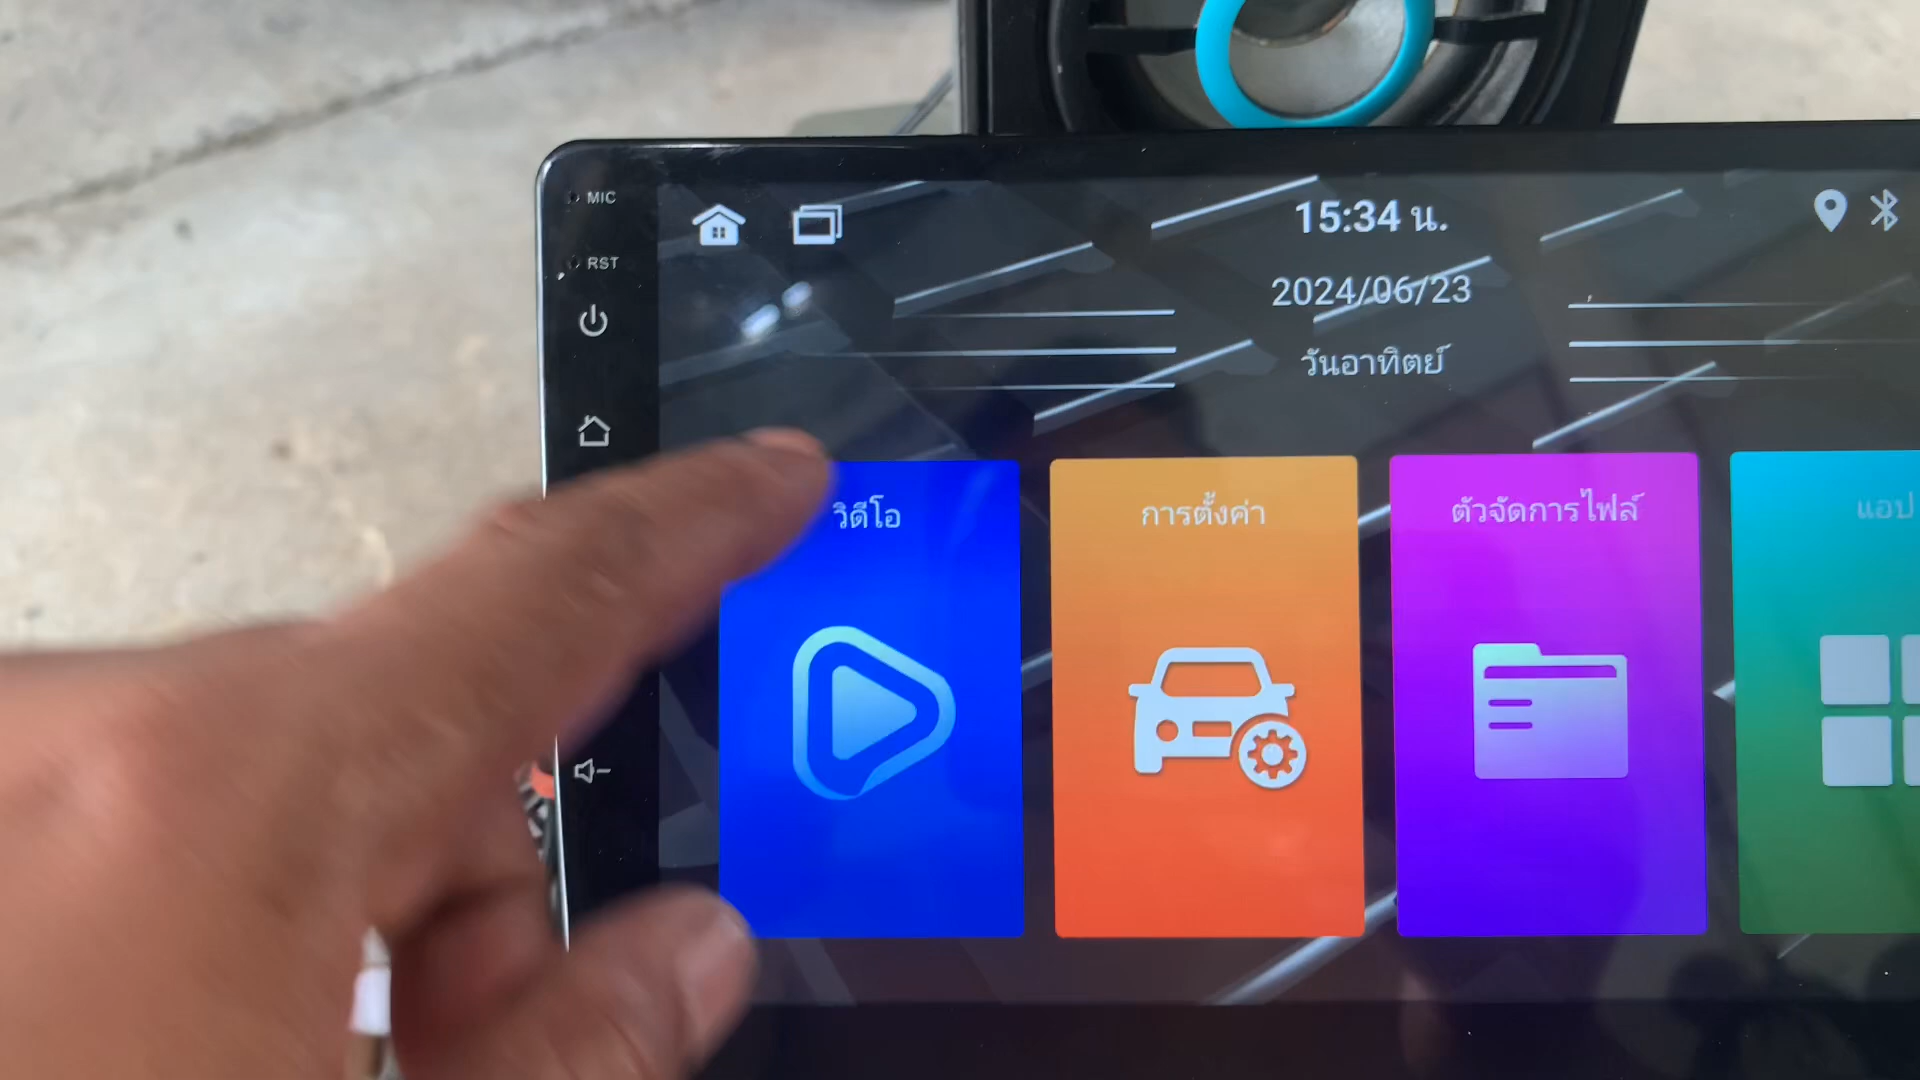 MIC
RST
15:34 น.
2024/06/23
วันอาทิตย์
วิดีโอ
การตั้งค่า
ตัวจัดการไฟล์
แอป